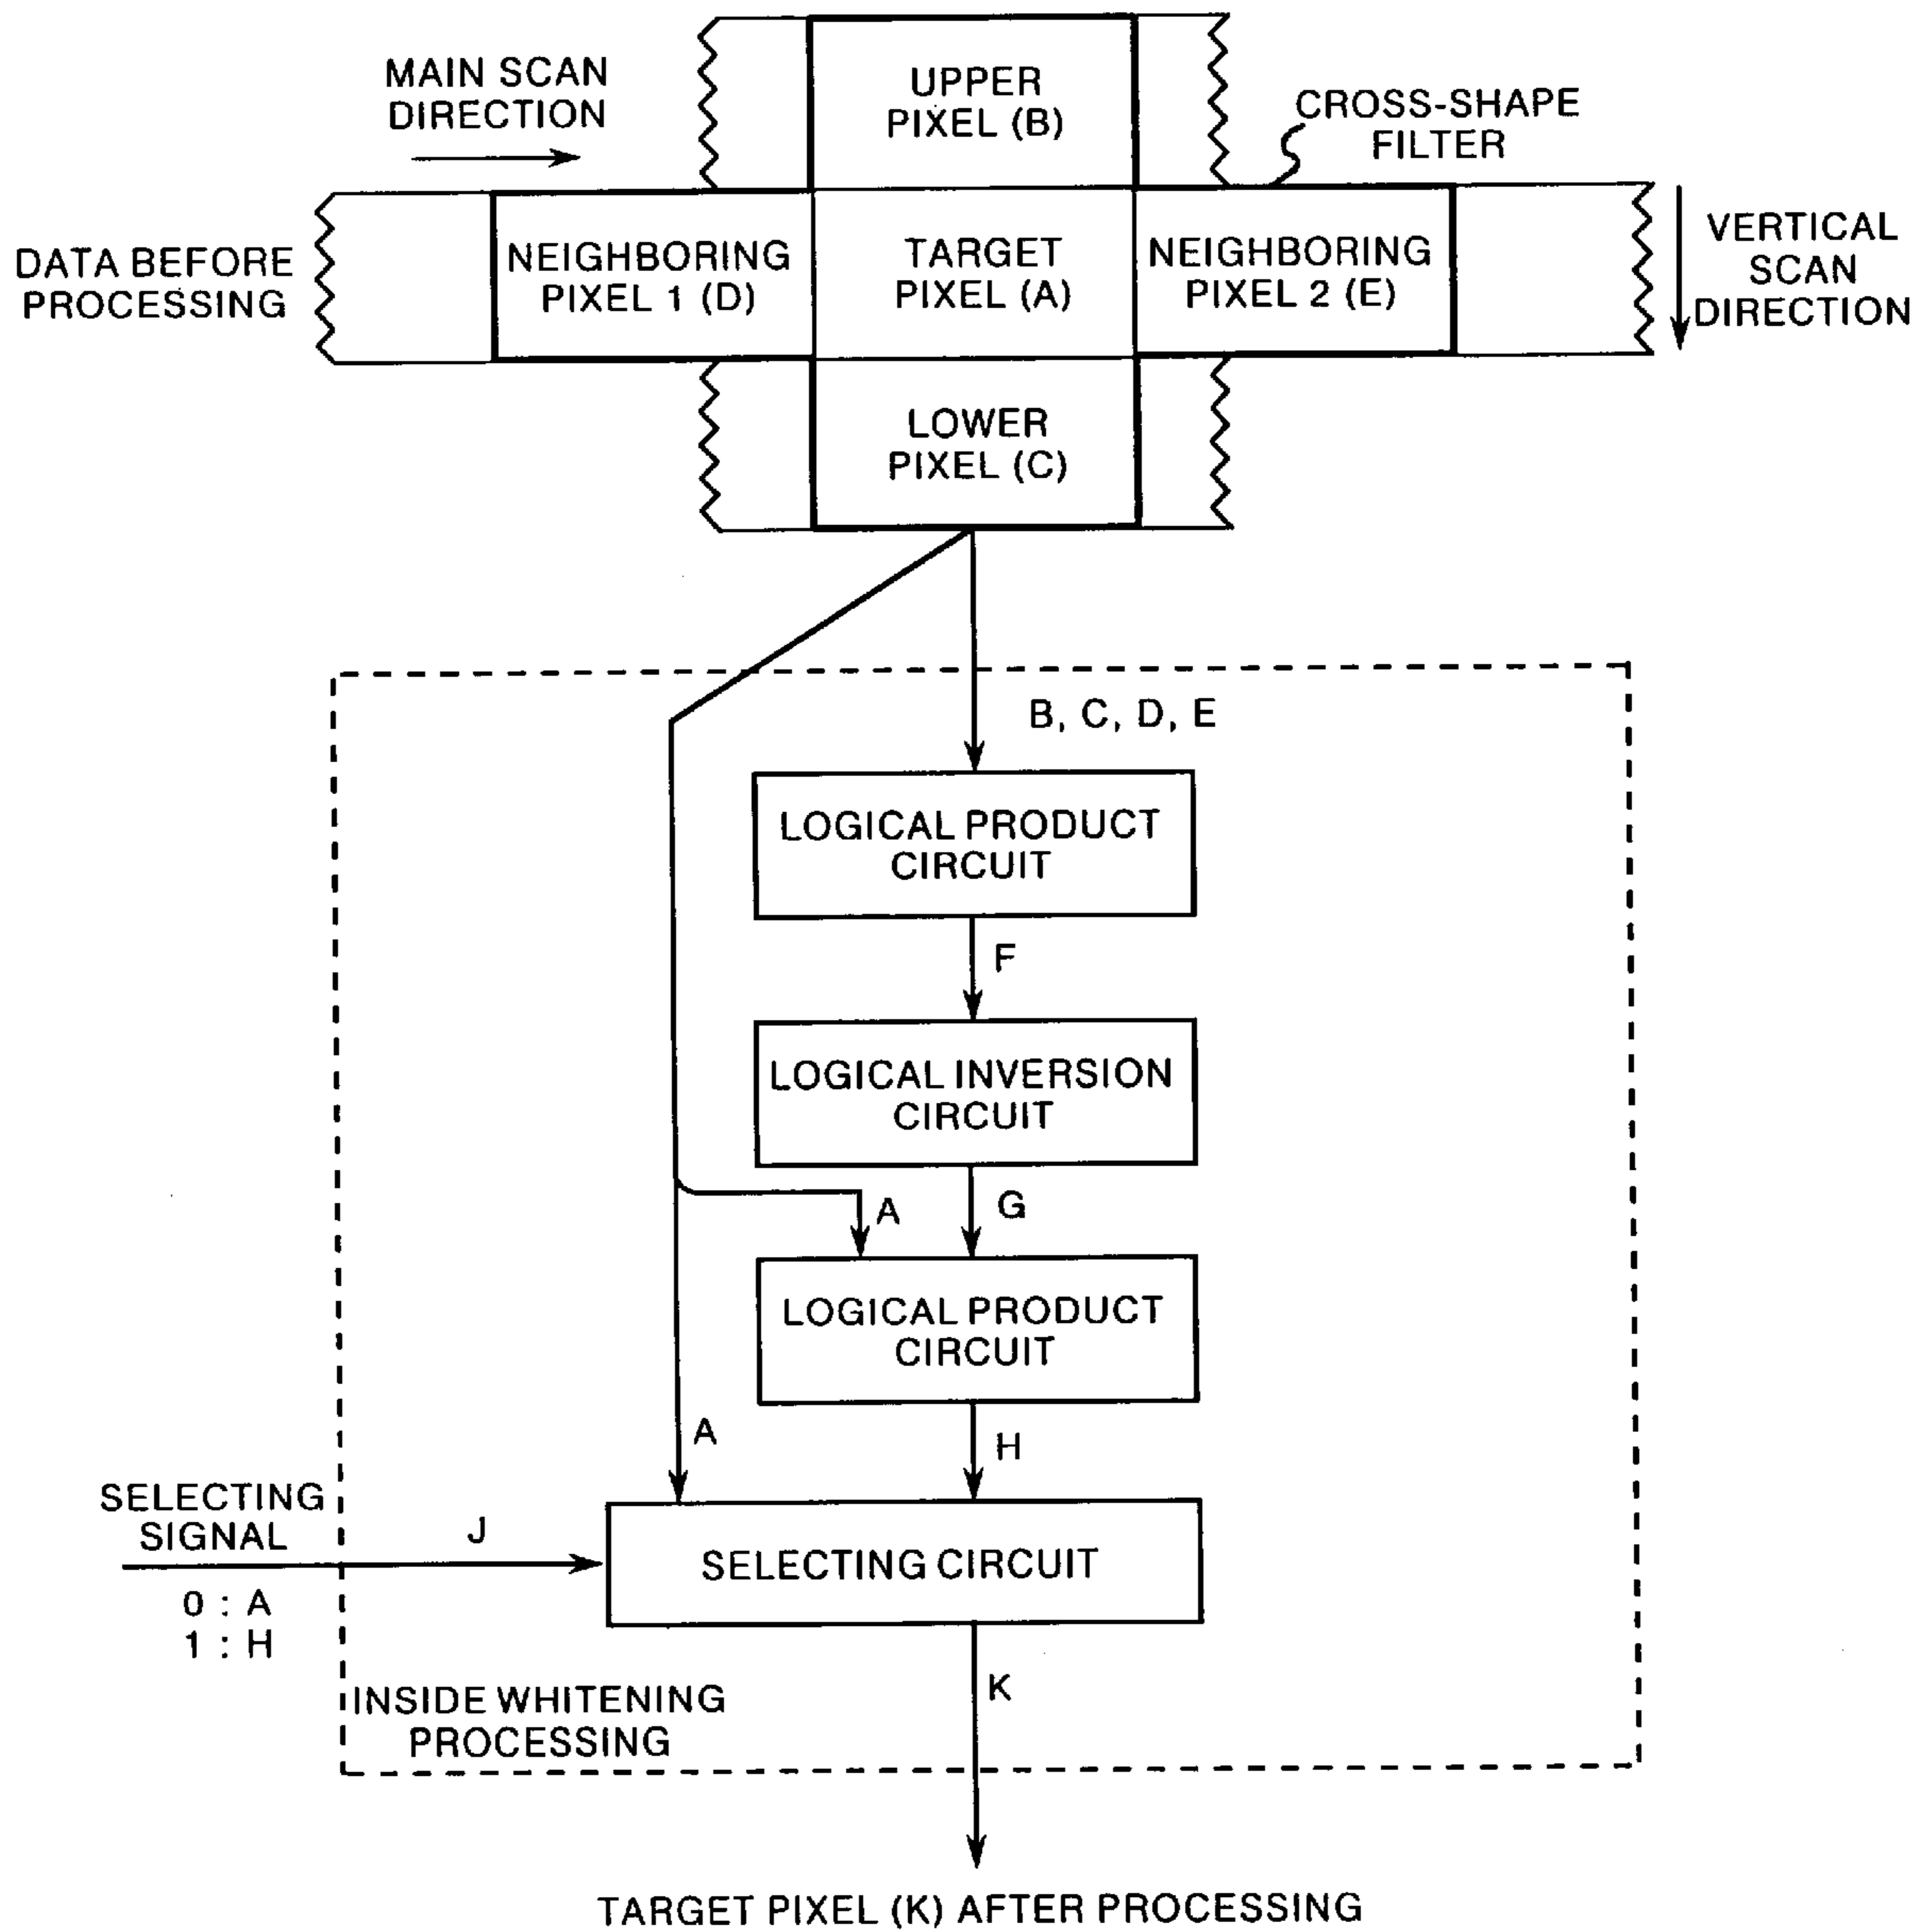 MAIN SCAN
DIRECTION
UPPER
PIXEL (B)
CROSS-SHAPE
FILTER
DATA BEFORE
PROCESSING
NEIGHBORING
PIXEL 1 (D)
TARGET
PIXEL (A)
NEIGHBORING
PIXEL 2 (E)
VERTICAL
SCAN
DIRECTION
LOWER
PIXEL (C)
B, C, D, E
LOGICAL PRODUCT
CIRCUIT
F
LOGICAL INVERSION
CIRCUIT
A
G
LOGICAL PRODUCT
CIRCUIT
A
H
SELECTING
SIGNAL
J
0 : A
1 : H
SELECTING CIRCUIT
K
INSIDE WHITENING
PROCESSING
TARGET PIXEL (K) AFTER PROCESSING